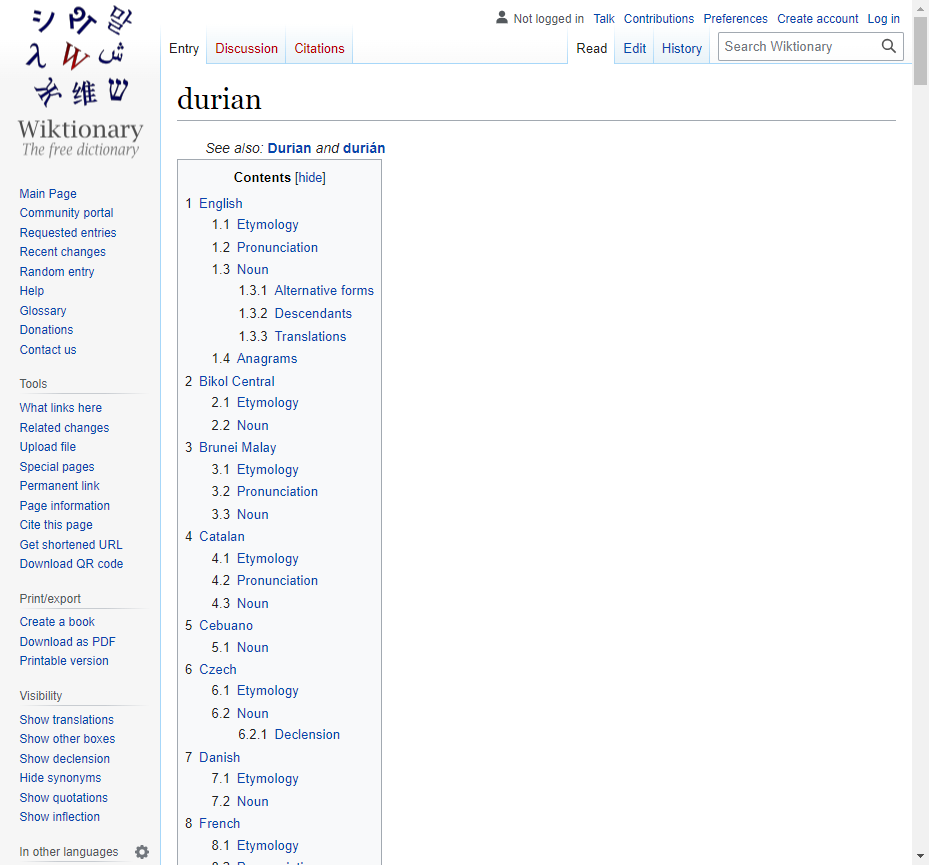 Wiktionary
The free dictionary
Not logged in Talk Contributions Preferences Create account Log in
Entry Discussion Citations Read Edit History Search Wiktionary
durian
See also: Durian and durián
Contents [hide]
1 English
1.1 Etymology
1.2 Pronunciation
1.3 Noun
1.3.1 Alternative forms
1.3.2 Descendants
1.3.3 Translations
1.4 Anagrams
2 Bikol Central
2.1 Etymology
2.2 Noun
3 Brunei Malay
3.1 Etymology
3.2 Pronunciation
3.3 Noun
4 Catalan
4.1 Etymology
4.2 Pronunciation
4.3 Noun
5 Cebuano
5.1 Noun
6 Czech
6.1 Etymology
6.2 Noun
6.2.1 Declension
7 Danish
7.1 Etymology
7.2 Noun
8 French
8.1 Etymology
Main Page
Community portal
Requested entries
Recent changes
Random entry
Help
Glossary
Donations
Contact us
Tools
What links here
Related changes
Upload file
Special pages
Permanent link
Page information
Cite this page
Get shortened URL
Download QR code
Print/export
Create a book
Download as PDF
Printable version
Visibility
Show translations
Show other boxes
Show declension
Hide synonyms
Show quotations
Show inflection
In other languages